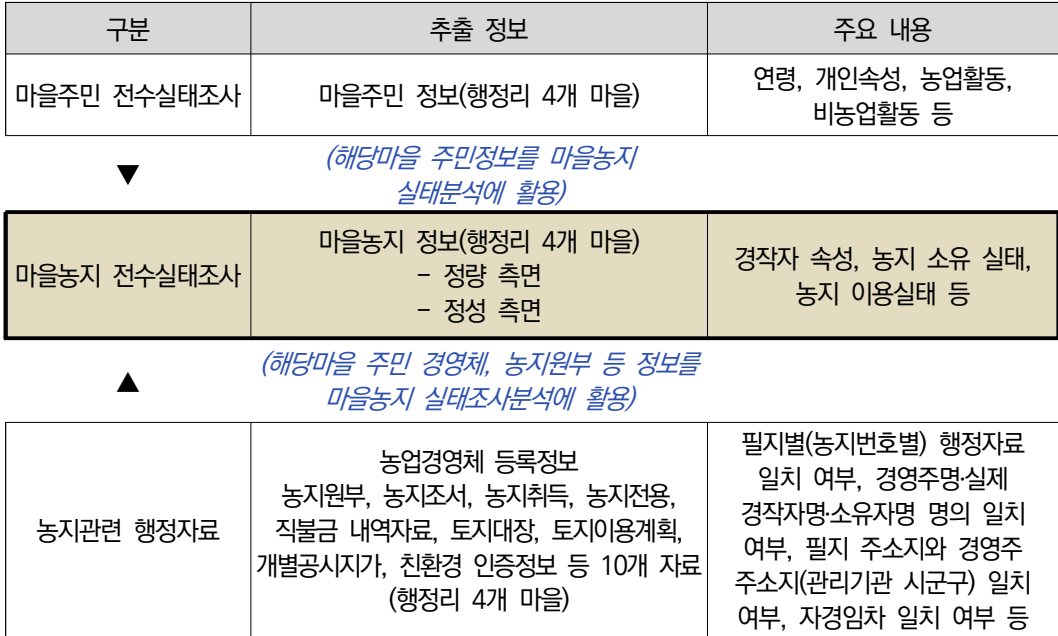 구분 추출 정보 주요 내용
마을주민 전수실태조사 마을주민 정보(행정리 4개 마을) 연령, 개인속성, 농업활동,
비농업활동 등
▼ (해당마을 주민정보를 마을농지
실태분석에 활용)
마을농지 전수실태조사
마을농지 정보(행정리 4개 마을)
- 정량 측면
- 정성 측면
경작자 속성, 농지 소유 실태,
농지 이용실태 등
▲ (해당마을 주민 경영체, 농지원부 등 정보를
마을농지 실태조사분석에 활용)
농지관련 행정자료
농업경영체 등록정보
농지원부, 농지조서, 농지취득, 농지전용,
직불금 내역자료, 토지대장, 토지이용계획,
개별공시지가, 친환경 인증정보 등 10개 자료
(행정리 4개 마을)
필지별(농지번호별) 행정자료
일치 여부, 경영주명·실제
경작자명·소유자명 명의 일치
여부, 필지 주소지와 경영주
주소지(관리기관 시군구) 일치
여부, 자경임차 일치 여부 등